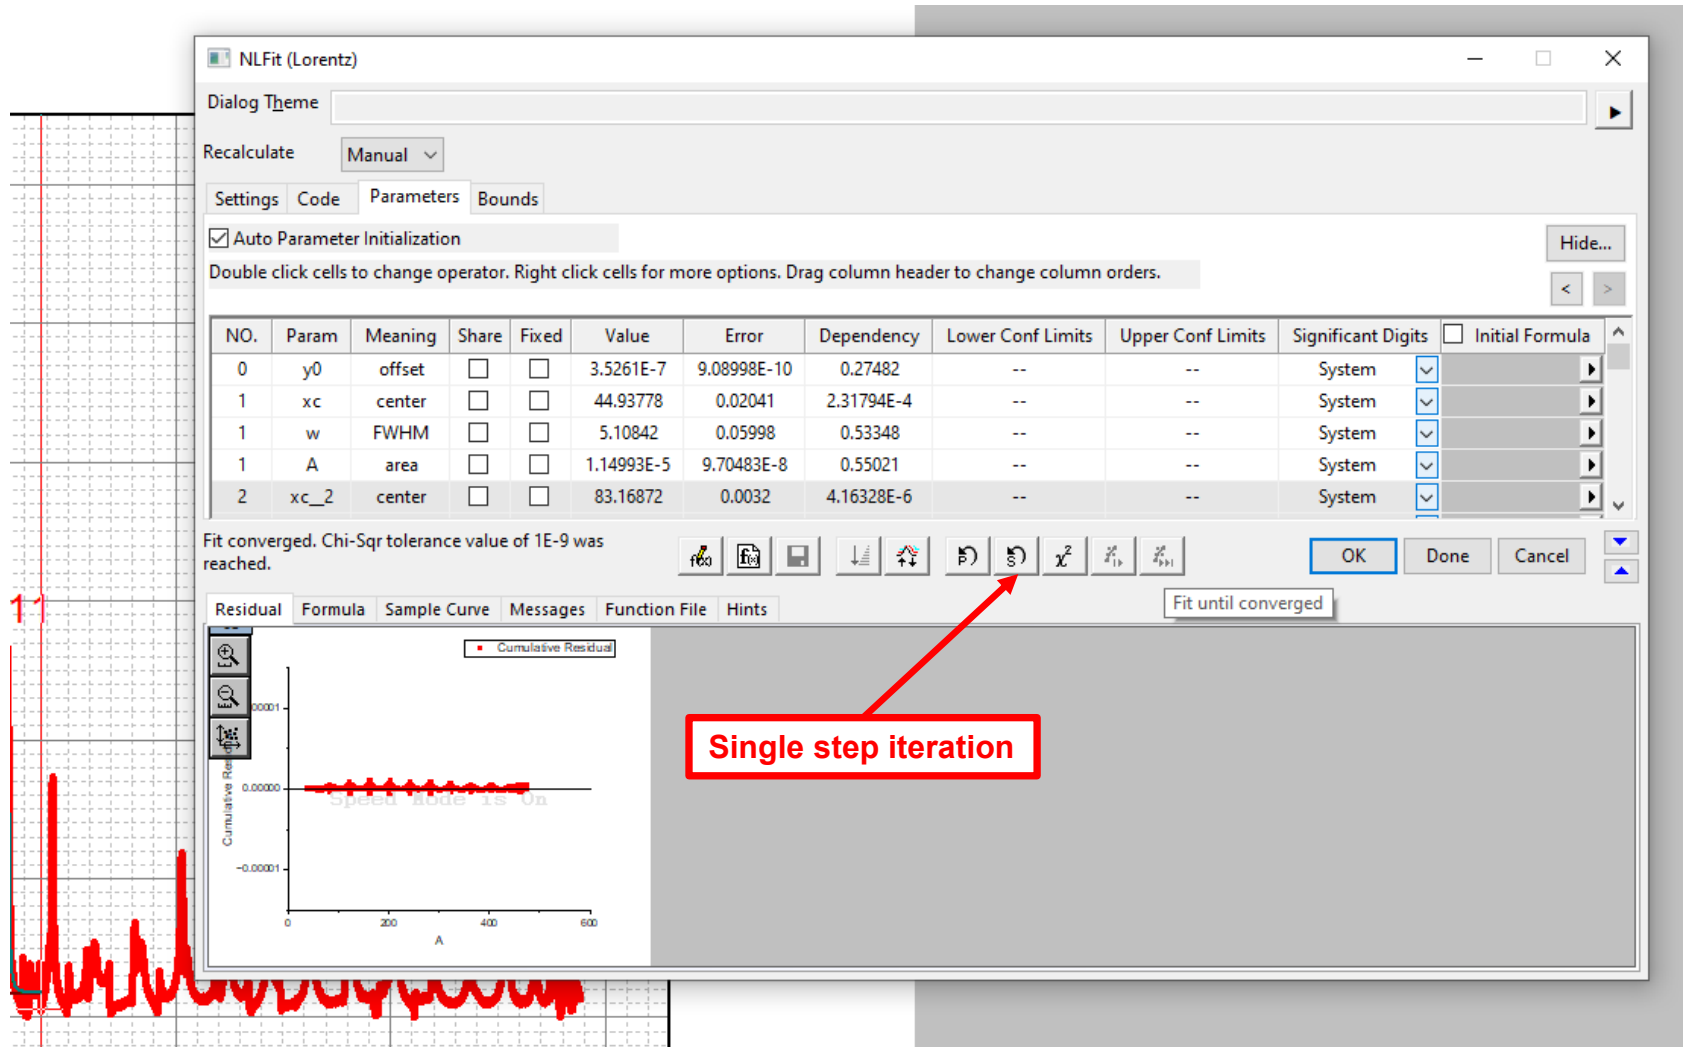 NLFit (Lorentz)
Dialog Theme
Recalculate Manual
Settings Code Parameters Bounds
Auto Parameter Initialization
Hide...
Double click cells to change operator. Right click cells for more options. Drag column header to change column orders.
< >
NO. Param Meaning Share Fixed Value Error Dependency Lower Conf Limits Upper Conf Limits Significant Digits Initial Formula
0 y0 offset 3.5261E-7 9.08998E-10 0.27482 -- -- System
1 xc center 44.93778 0.02041 2.31794E-4 -- -- System
1 w FWHM 5.10842 0.05998 0.53348 -- -- System
1 A area 1.14993E-5 9.70483E-8 0.55021 -- -- System
2 xc__2 center 83.16872 0.0032 4.16328E-6 -- -- System
Fit converged. Chi-Sqr tolerance value of 1E-9 was
reached.
P S χ² OK Done Cancel
11
Residual Formula Sample Curve Messages Function File Hints
Fit until converged
Cumulative Residual
0.00000
-0.00001
Speed Mode is On
Single step iteration
0 200 400 600
A